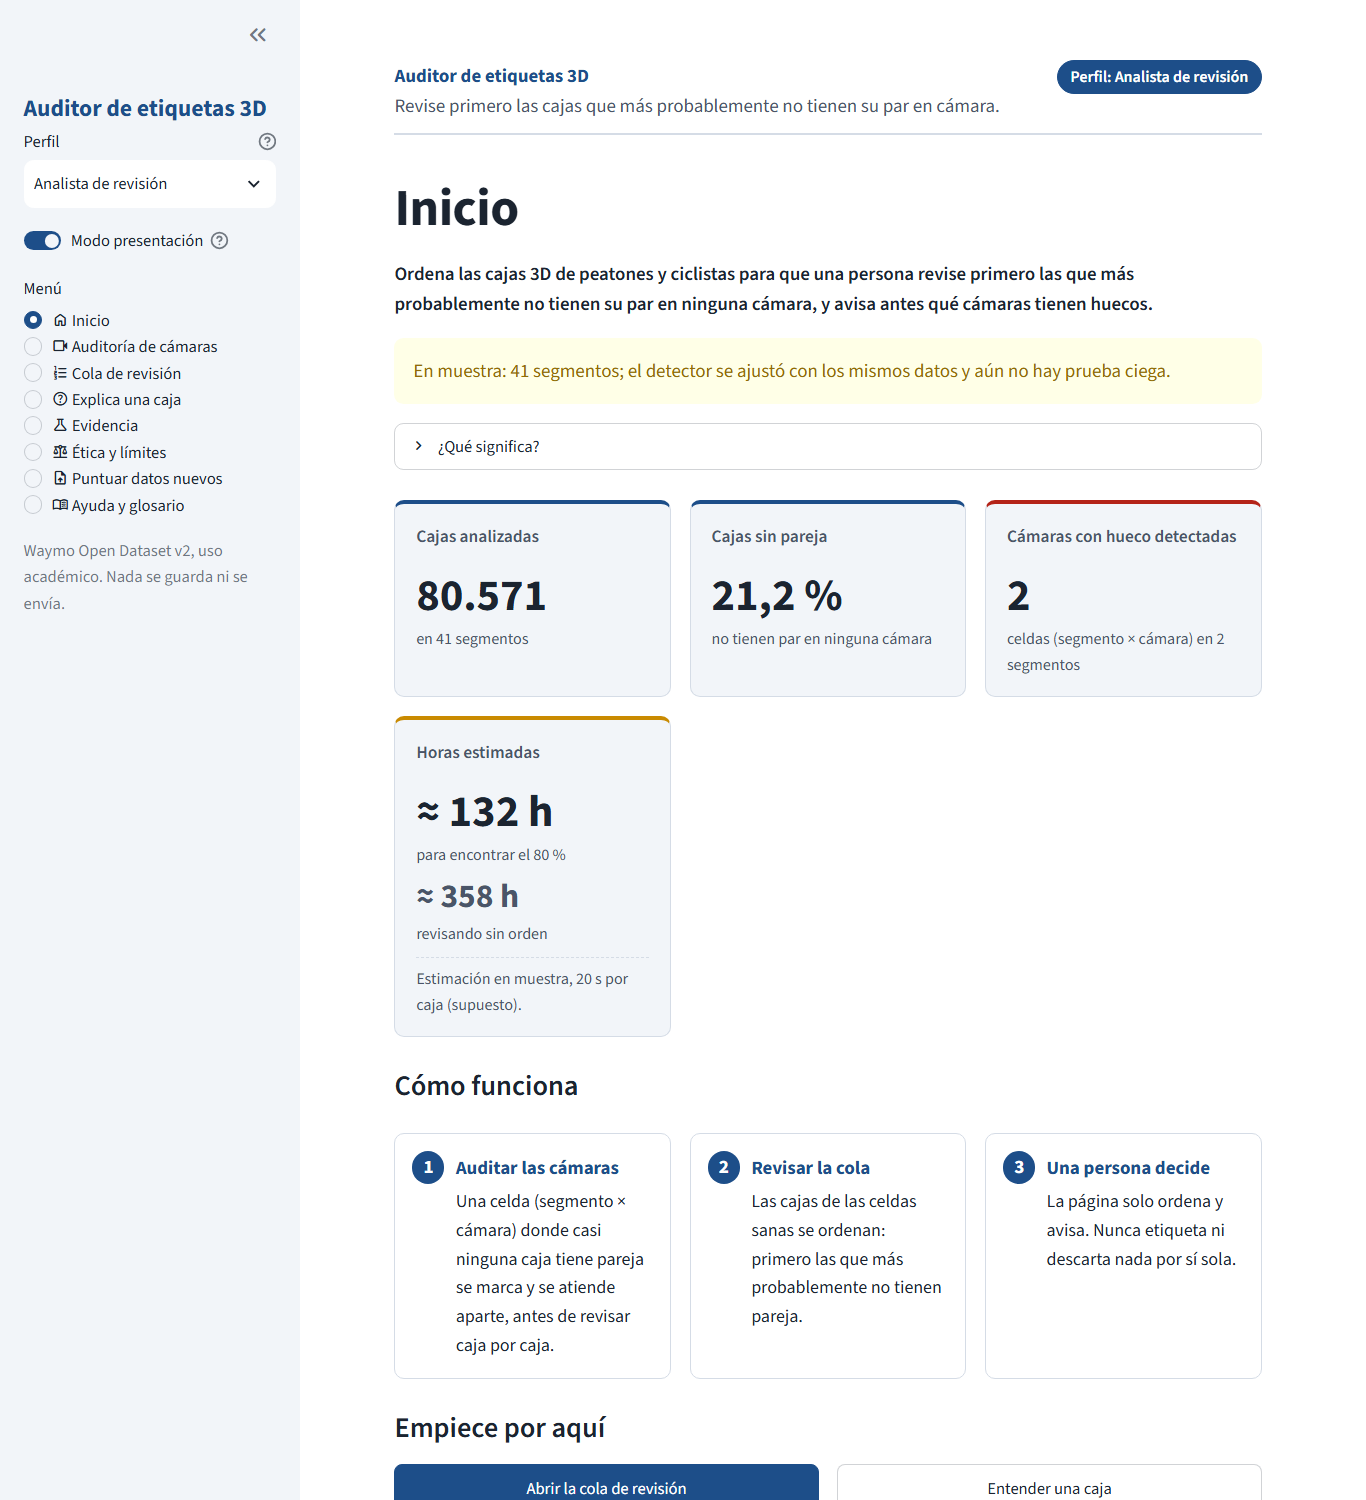 Auditor de etiquetas 3D
Perfil
Analista de revisión
Modo presentación
Menú
Inicio
Auditoría de cámaras
Cola de revisión
Explica una caja
Evidencia
Ética y límites
Puntuar datos nuevos
Ayuda y glosario
Waymo Open Dataset v2, uso
académico. Nada se guarda ni se
envía.
Auditor de etiquetas 3D
Revise primero las cajas que más probablemente no tienen su par en cámara.
Perfil: Analista de revisión
Inicio
Ordena las cajas 3D de peatones y ciclistas para que una persona revise primero las que más
probablemente no tienen su par en ninguna cámara, y avisa antes qué cámaras tienen huecos.
En muestra: 41 segmentos; el detector se ajustó con los mismos datos y aún no hay prueba ciega.
¿Qué significa?
Cajas analizadas
80.571
en 41 segmentos
Cajas sin pareja
21,2 %
no tienen par en ninguna cámara
Cámaras con hueco detectadas
2
celdas (segmento × cámara) en 2
segmentos
Horas estimadas
≈ 132 h
para encontrar el 80 %
≈ 358 h
revisando sin orden
Estimación en muestra, 20 s por
caja (supuesto).
Cómo funciona
1 Auditar las cámaras
Una celda (segmento ×
cámara) donde casi
ninguna caja tiene pareja
se marca y se atiende
aparte, antes de revisar
caja por caja.
2 Revisar la cola
Las cajas de las celdas
sanas se ordenan:
primero las que más
probablemente no tienen
pareja.
3 Una persona decide
La página solo ordena y
avisa. Nunca etiqueta ni
descarta nada por sí sola.
Empiece por aquí
Abrir la cola de revisión
Entender una caja